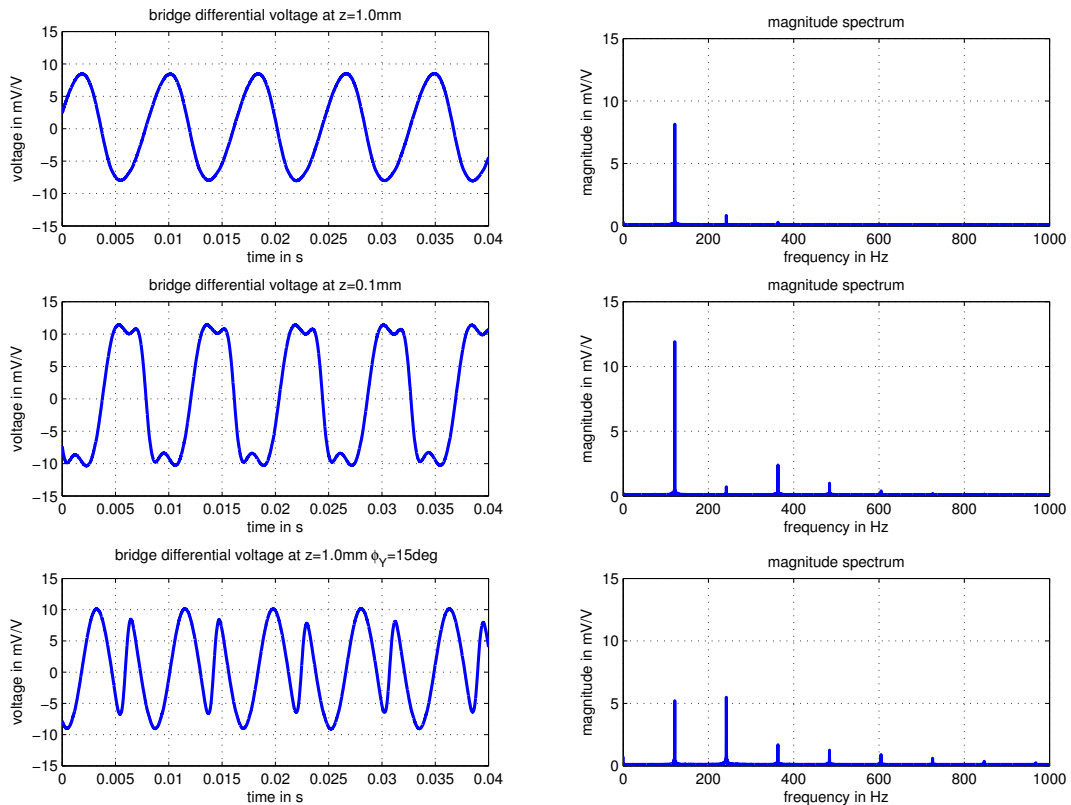 bridge differential voltage at z=1.0mm
15
10
5
0
−5
−10
−15
voltage in mV/V
0 0.005 0.01 0.015 0.02 0.025 0.03 0.035 0.04
time in s
magnitude spectrum
15
10
5
0
magnitude in mV/V
0 200 400 600 800 1000
frequency in Hz
bridge differential voltage at z=0.1mm
15
10
5
0
−5
−10
−15
voltage in mV/V
0 0.005 0.01 0.015 0.02 0.025 0.03 0.035 0.04
time in s
magnitude spectrum
15
10
5
0
magnitude in mV/V
0 200 400 600 800 1000
frequency in Hz
bridge differential voltage at z=1.0mm ϕY=15deg
15
10
5
0
−5
−10
−15
voltage in mV/V
0 0.005 0.01 0.015 0.02 0.025 0.03 0.035 0.04
time in s
magnitude spectrum
15
10
5
0
magnitude in mV/V
0 200 400 600 800 1000
frequency in Hz